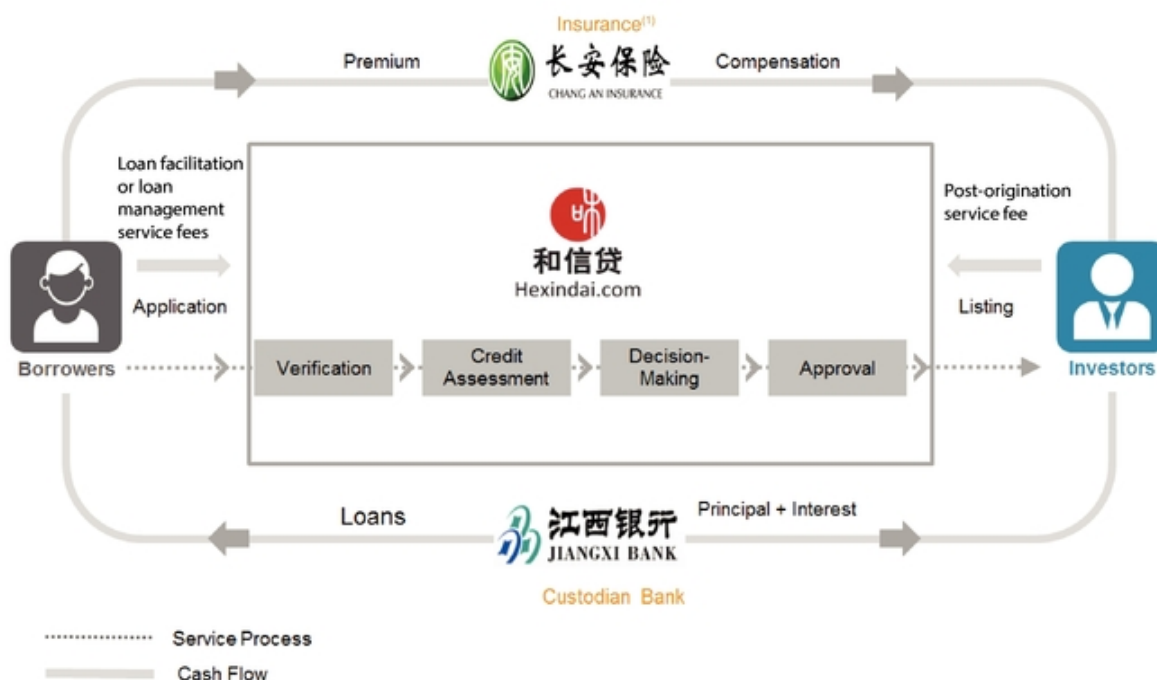 Insurance(1)
Premium
长安保险
CHANG AN INSURANCE
Compensation
Loan facilitation
or loan
management
service fees
Application
Borrowers
和信贷
Hexindai.com
Verification
Credit
Assessment
Decision-
Making
Approval
Post-origination
service fee
Listing
Investors
Loans
江西银行
JIANGXI BANK
Principal + Interest
Custodian Bank
Service Process
Cash Flow